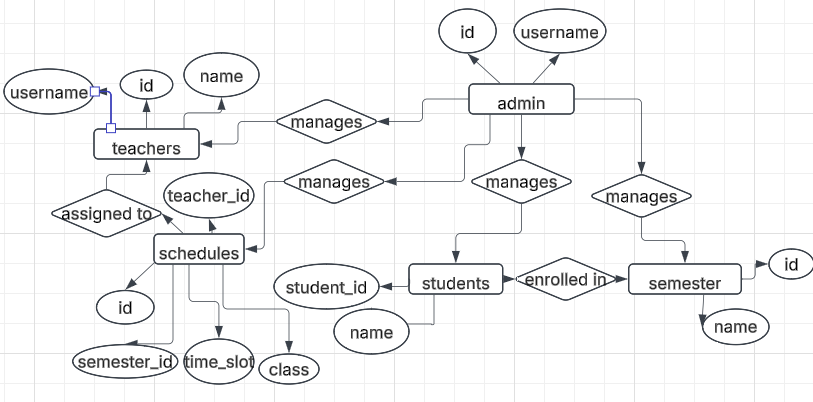 id
username
name
id
username
admin
manages
teachers
manages
manages
manages
teacher_id
assigned to
schedules
id
student_id
students
enrolled in
semester
id
name
name
semester_id
time_slot
class